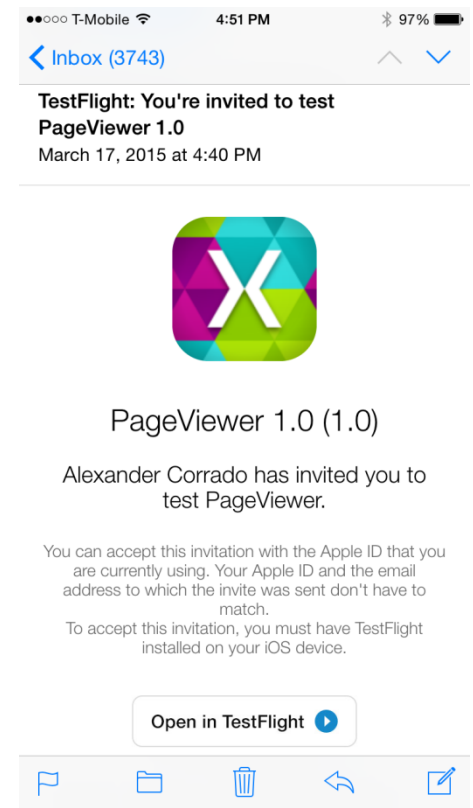 T-Mobile 4:51 PM 97%
Inbox (3743)
TestFlight: You're invited to test
PageViewer 1.0
March 17, 2015 at 4:40 PM
X
PageViewer 1.0 (1.0)
Alexander Corrado has invited you to
test PageViewer.
You can accept this invitation with the Apple ID that you
are currently using. Your Apple ID and the email
address to which the invite was sent don't have to
match.
To accept this invitation, you must have TestFlight
installed on your iOS device.
Open in TestFlight